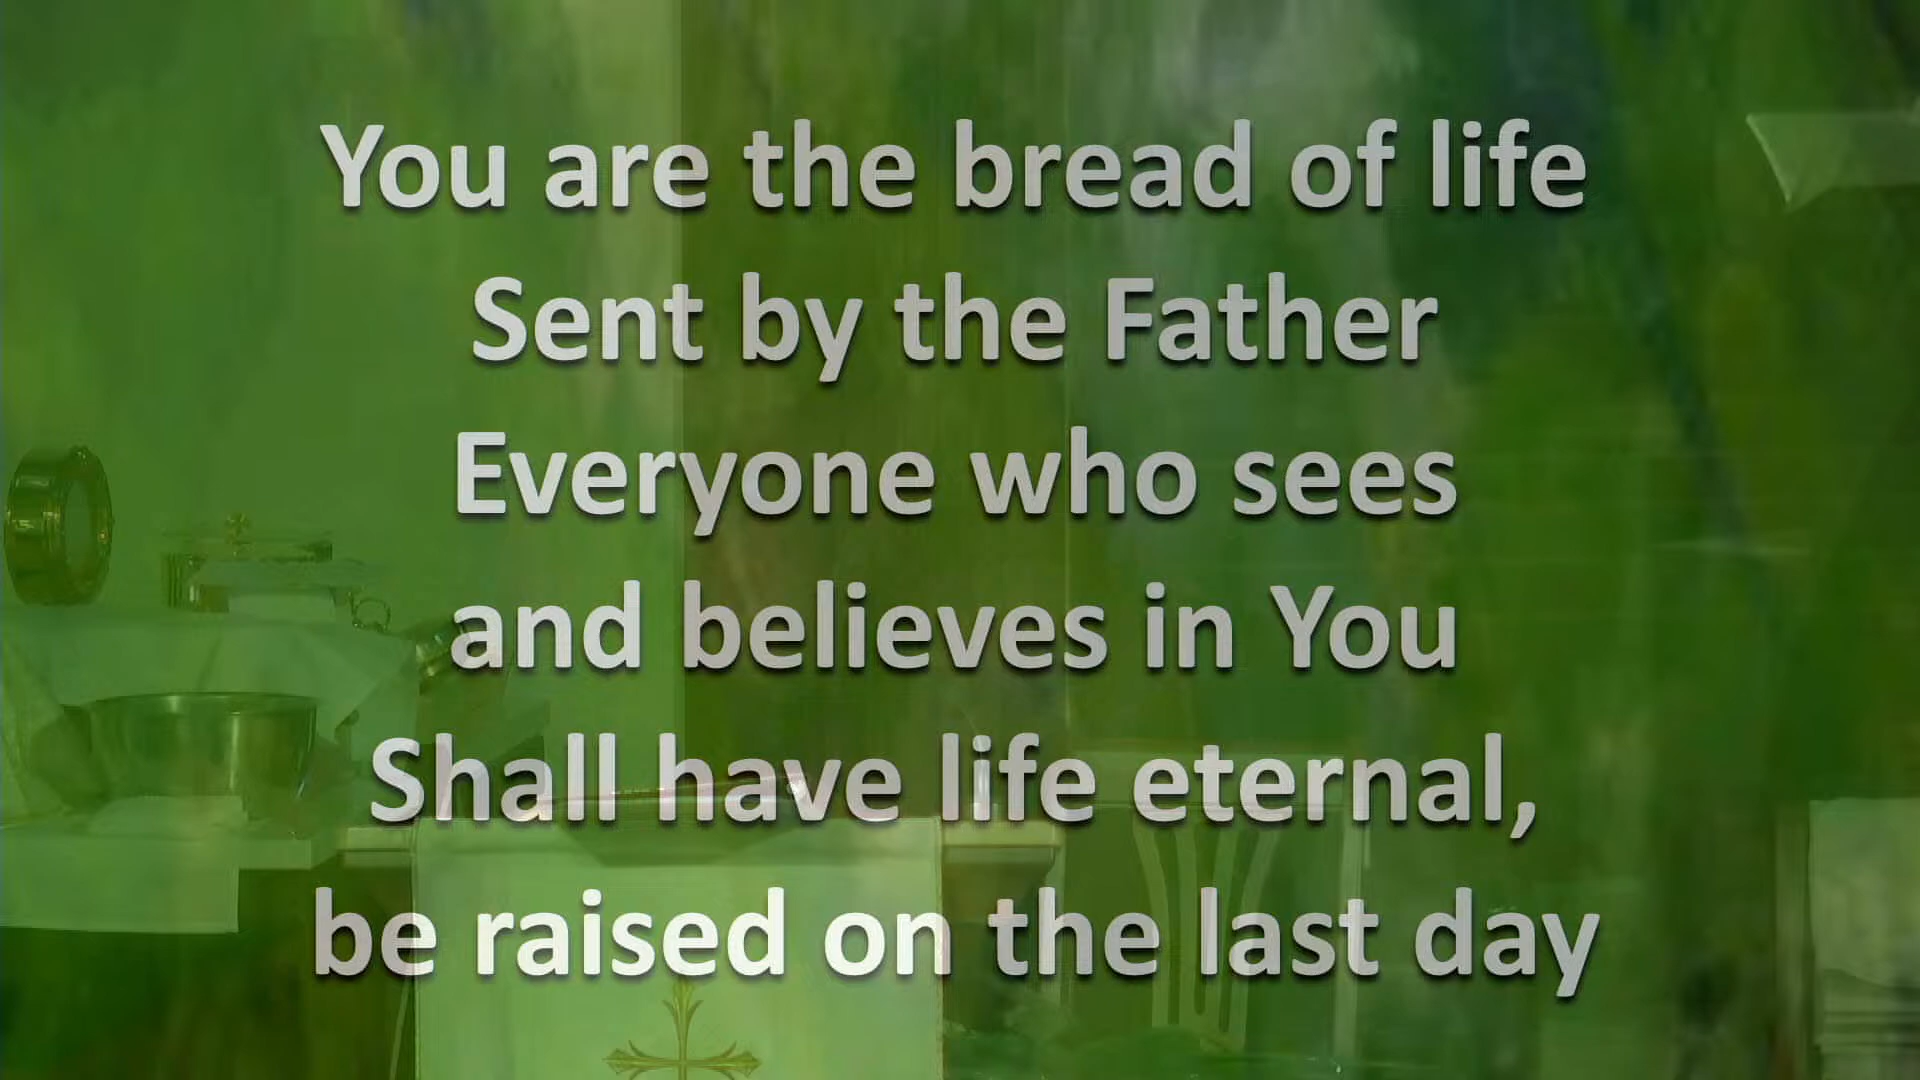 You are the bread of life
Sent by the Father
Everyone who sees
and believes in You
Shall have life eternal,
be raised on the last day